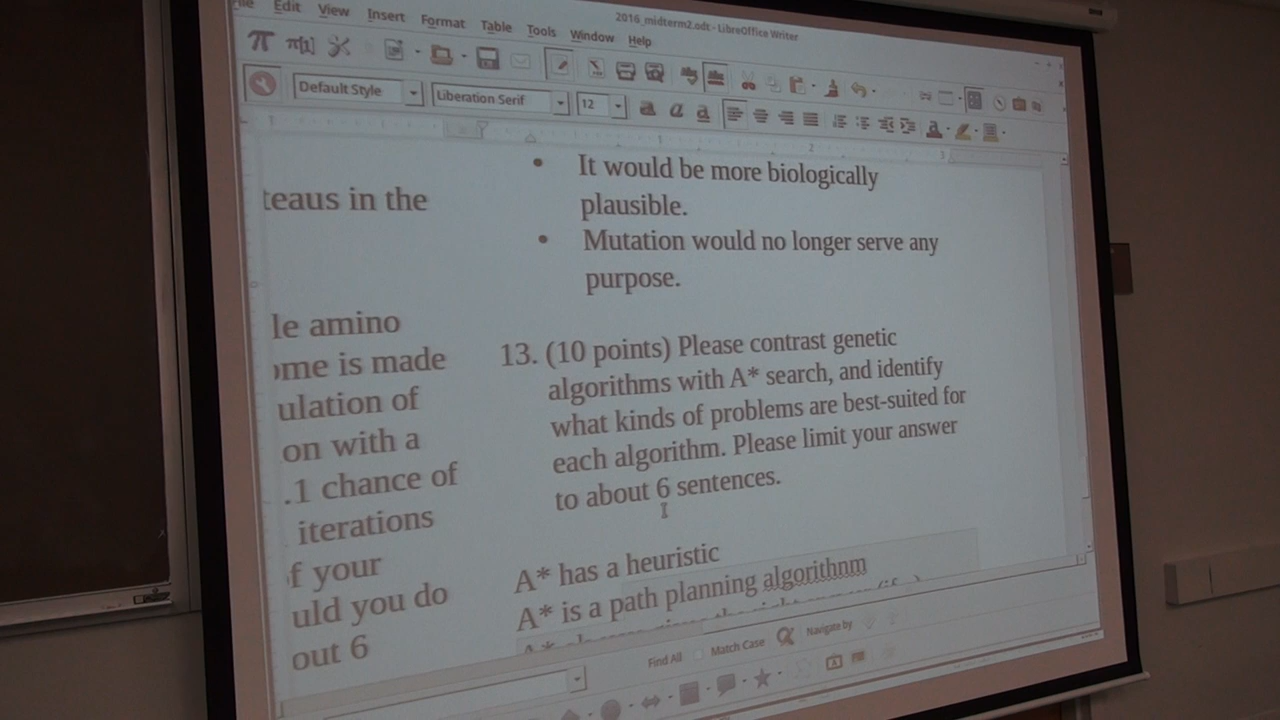 Edit View Insert Format Table Tools Window Help
2016_midterm2.odt - LibreOffice Writer
Default Style
Liberation Serif
12
1 2 3
teaus in the
le amino
ome is made
ulation of
on with a
.1 chance of
iterations
f your
uld you do
out 6
• It would be more biologically
plausible.
• Mutation would no longer serve any
purpose.
13. (10 points) Please contrast genetic
algorithms with A* search, and identify
what kinds of problems are best-suited for
each algorithm. Please limit your answer
to about 6 sentences.
A* has a heuristic
A* is a path planning algorithnm
Find All Match Case Navigate by